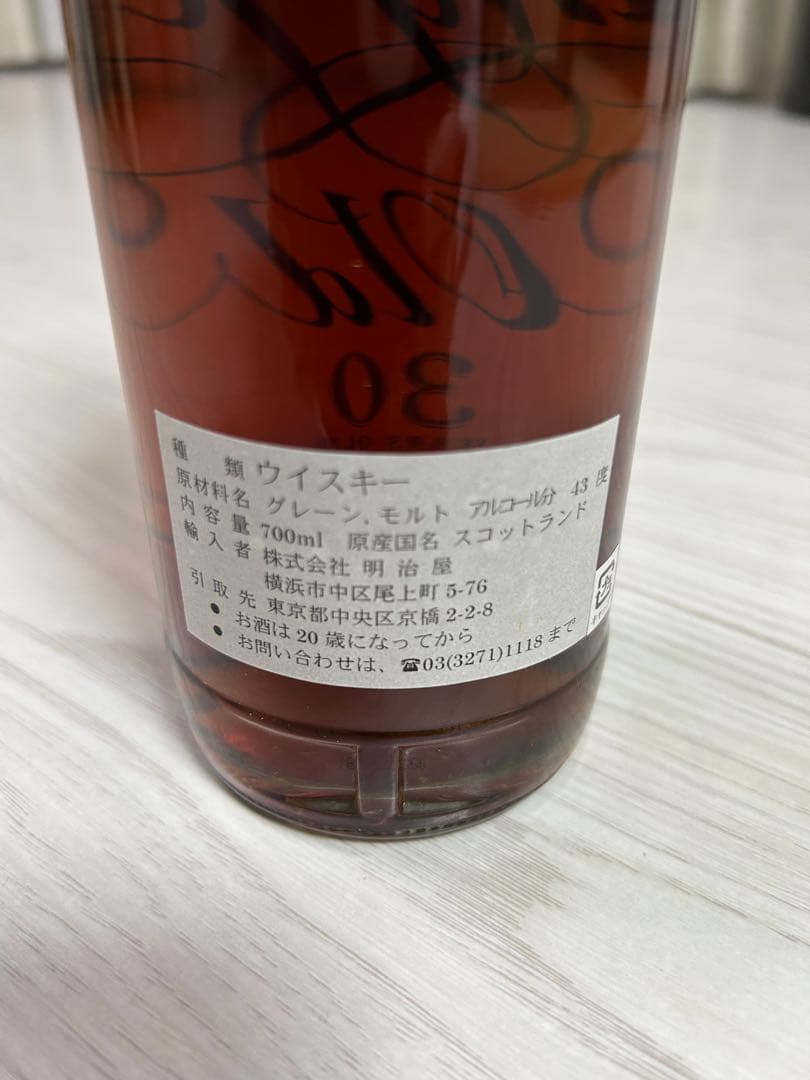 Old
30
種類 ウイスキー
原材料名 グレーン、モルト アルコール分 43 度
内容量 700ml 原産国名 スコットランド
輸入者 株式会社 明治屋
横浜市中区尾上町 5-76
引取先 東京都中央区京橋 2-2-8
● お酒は 20 歳になってから
● お問い合わせは、☎03(3271)1118 まで